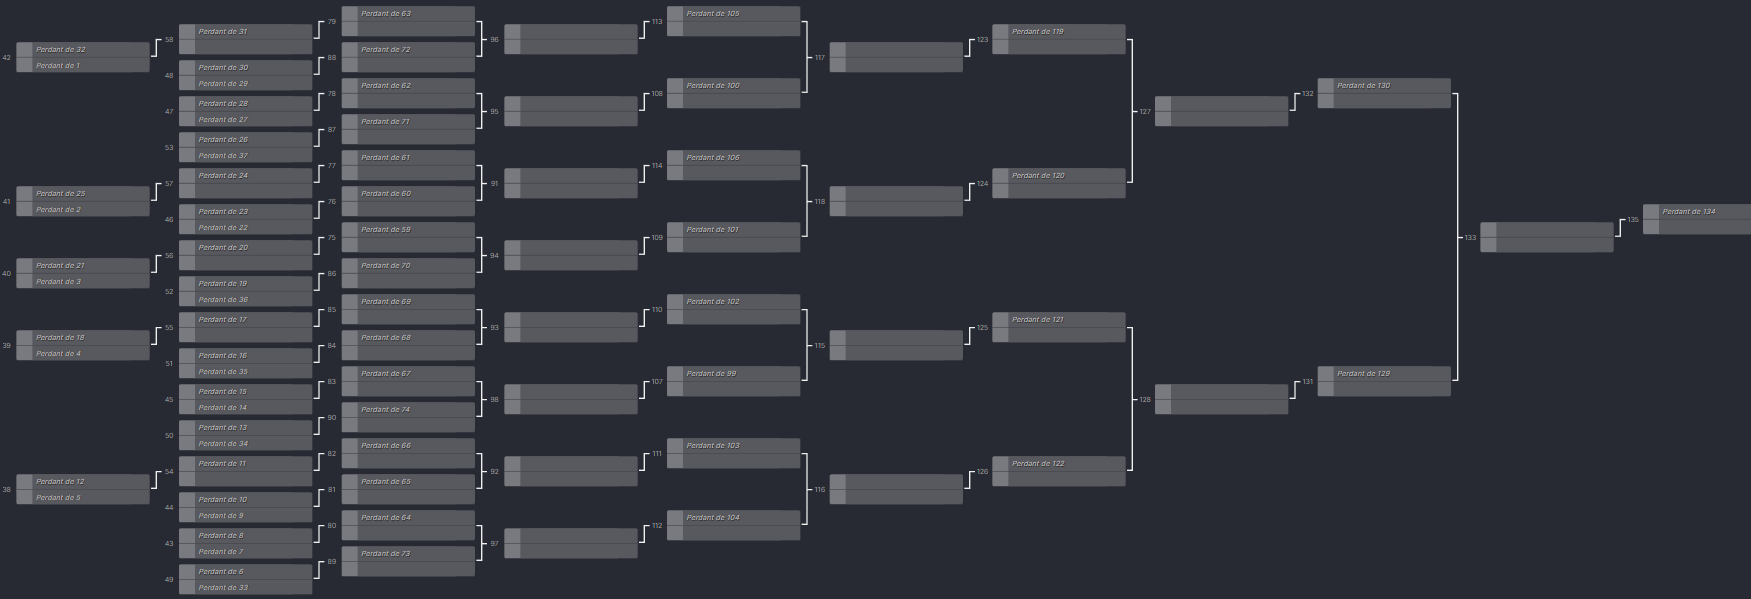 42
Perdant de 32
Perdant de 1
41
Perdant de 25
Perdant de 2
40
Perdant de 21
Perdant de 3
39
Perdant de 18
Perdant de 4
38
Perdant de 12
Perdant de 5
58
Perdant de 31
48
Perdant de 30
Perdant de 29
47
Perdant de 28
Perdant de 27
53
Perdant de 26
Perdant de 37
57
Perdant de 24
46
Perdant de 23
Perdant de 22
56
Perdant de 20
52
Perdant de 19
Perdant de 36
55
Perdant de 17
51
Perdant de 16
Perdant de 35
45
Perdant de 15
Perdant de 14
50
Perdant de 13
Perdant de 34
54
Perdant de 11
44
Perdant de 10
Perdant de 9
43
Perdant de 8
Perdant de 7
49
Perdant de 6
Perdant de 33
79
Perdant de 63
88
Perdant de 72
78
Perdant de 62
87
Perdant de 71
77
Perdant de 61
76
Perdant de 60
75
Perdant de 59
86
Perdant de 70
85
Perdant de 69
84
Perdant de 68
83
Perdant de 67
90
Perdant de 74
82
Perdant de 66
81
Perdant de 65
80
Perdant de 64
89
Perdant de 73
96
95
91
94
93
98
92
97
113
Perdant de 105
108
Perdant de 100
114
Perdant de 106
109
Perdant de 101
110
Perdant de 102
107
Perdant de 99
111
Perdant de 103
112
Perdant de 104
117
118
115
116
123
Perdant de 119
124
Perdant de 120
125
Perdant de 121
126
Perdant de 122
127
128
132
Perdant de 130
131
Perdant de 129
133
135
Perdant de 134